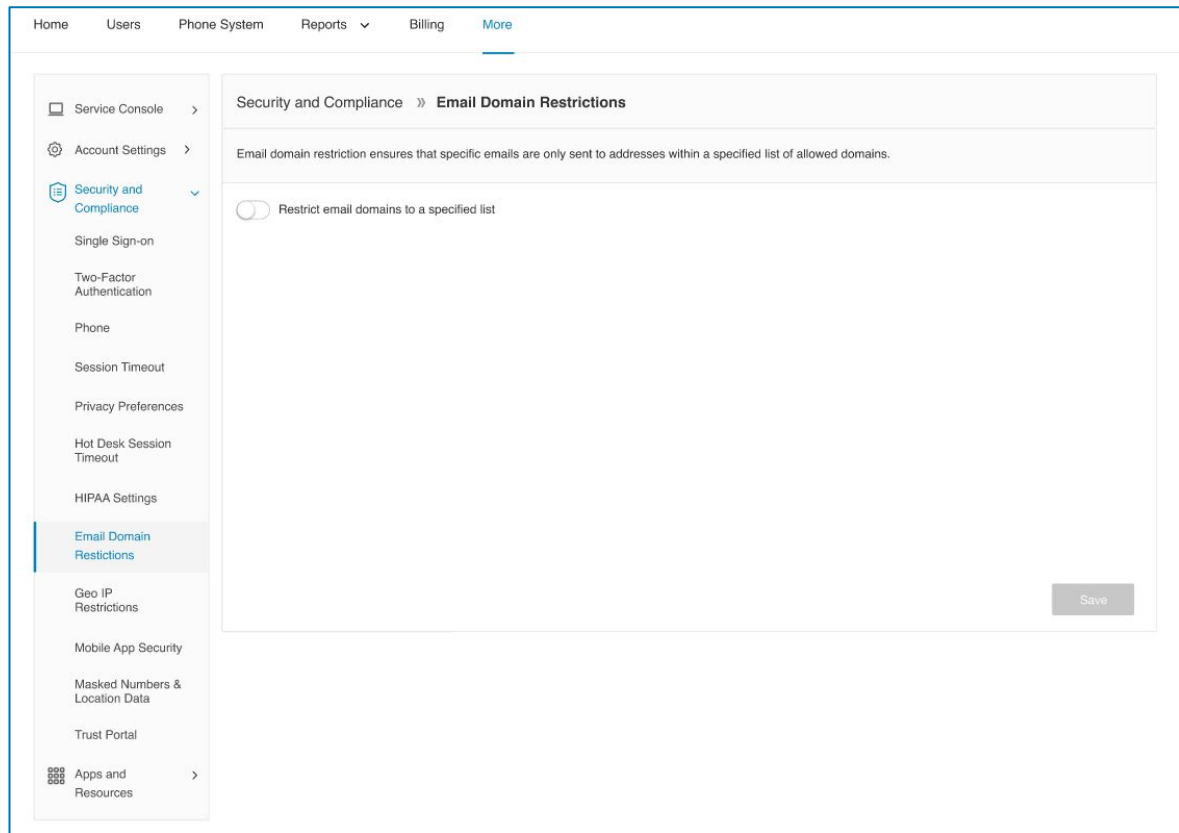 Home Users Phone System Reports Billing More
Service Console
Account Settings
Security and
Compliance
Single Sign-on
Two-Factor
Authentication
Phone
Session Timeout
Privacy Preferences
Hot Desk Session
Timeout
HIPAA Settings
Email Domain
Restictions
Geo IP
Restrictions
Mobile App Security
Masked Numbers &
Location Data
Trust Portal
Apps and
Resources
Security and Compliance » Email Domain Restrictions
Email domain restriction ensures that specific emails are only sent to addresses within a specified list of allowed domains.
Restrict email domains to a specified list
Save